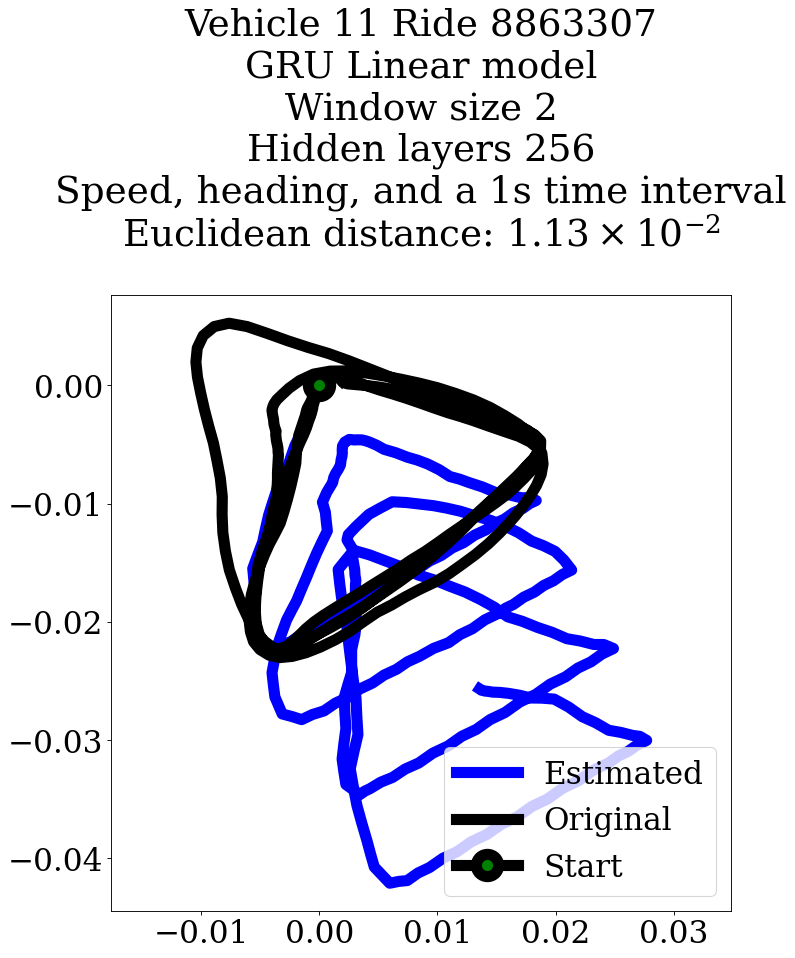 Vehicle 11 Ride 8863307
GRU Linear model
Window size 2
Hidden layers 256
Speed, heading, and a 1s time interval
Euclidean distance: 1.13 × 10⁻²
0.00
−0.01
−0.02
−0.03
−0.04
Estimated
Original
Start
−0.01 0.00 0.01 0.02 0.03